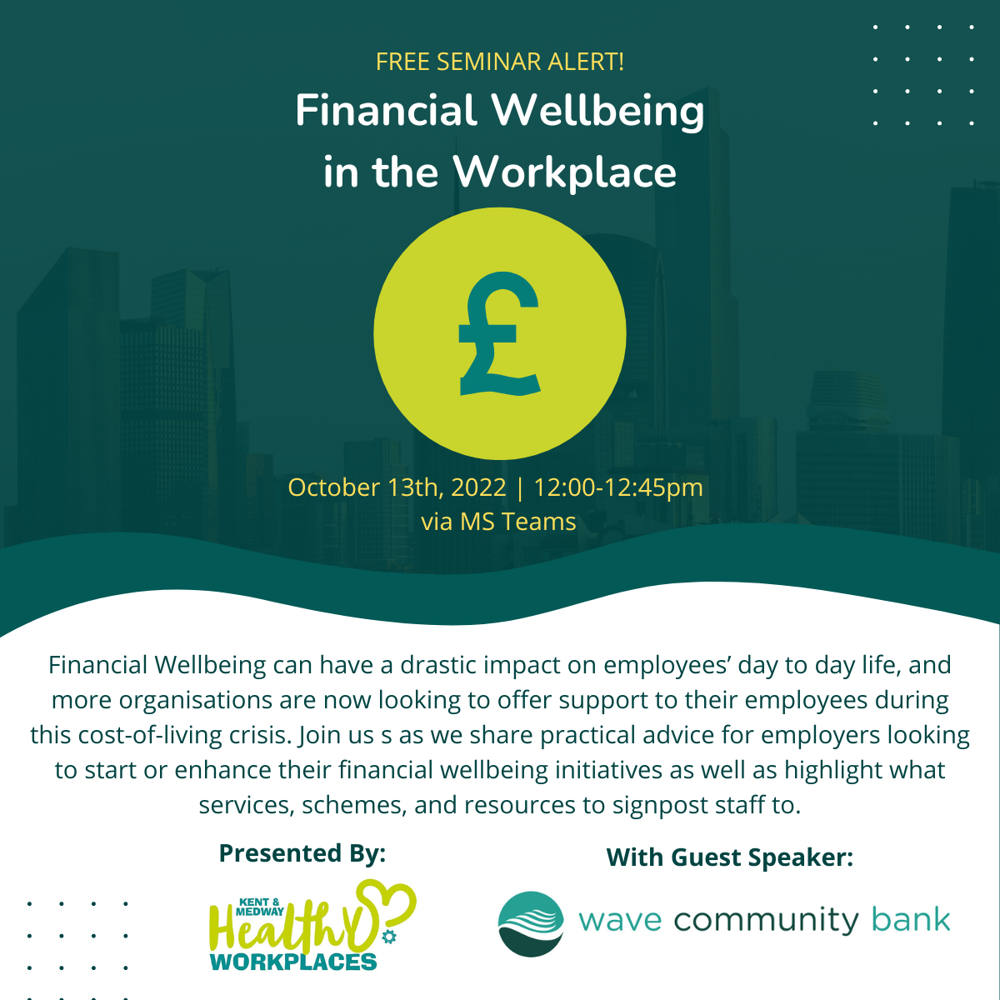 FREE SEMINAR ALERT!
Financial Wellbeing
in the Workplace
£
October 13th, 2022 | 12:00-12:45pm
via MS Teams
Financial Wellbeing can have a drastic impact on employees’ day to day life, and
more organisations are now looking to offer support to their employees during
this cost-of-living crisis. Join us s as we share practical advice for employers looking
to start or enhance their financial wellbeing initiatives as well as highlight what
services, schemes, and resources to signpost staff to.
Presented By:
KENT &
MEDWAY
Healthy
WORKPLACES
With Guest Speaker:
wave community bank